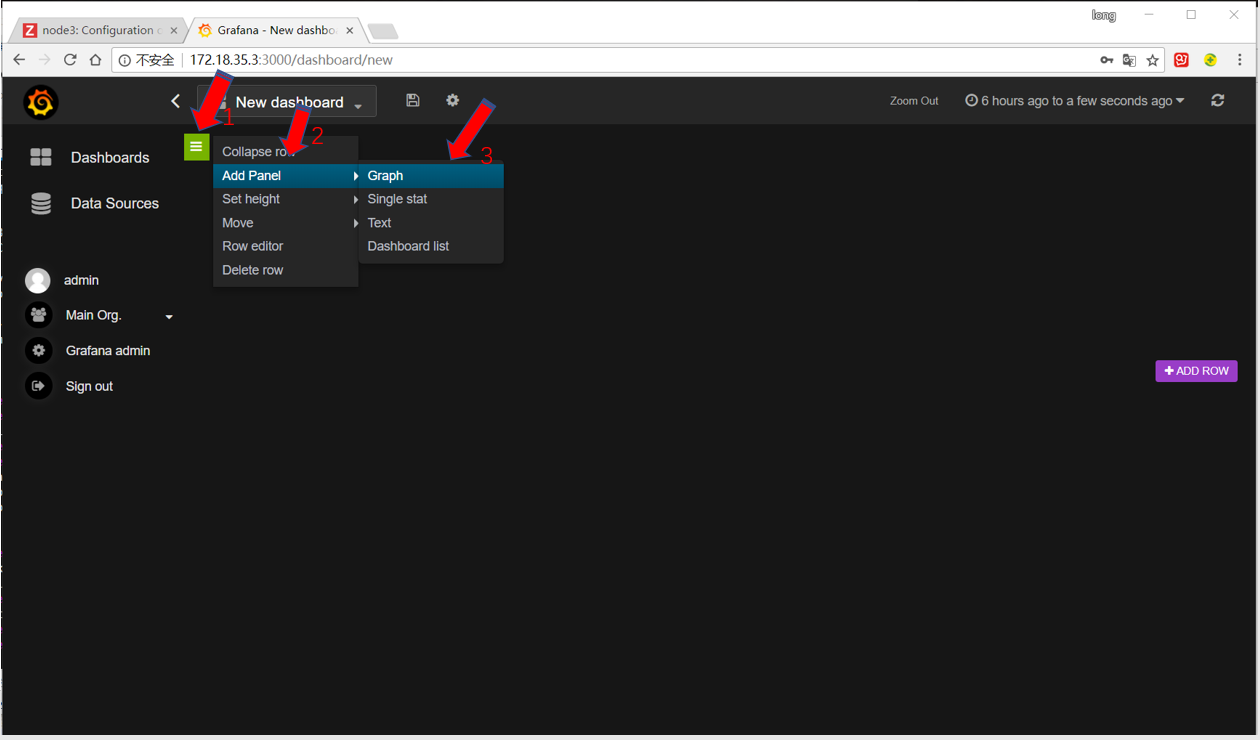 long
Z node3: Configuration o
Grafana - New dashbo
不安全 172.18.35.3:3000/dashboard/new
New dashboard
Zoom Out
6 hours ago to a few seconds ago
1
2
3
Dashboards
Data Sources
admin
Main Org.
Grafana admin
Sign out
Collapse row
Add Panel
Set height
Move
Row editor
Delete row
Graph
Single stat
Text
Dashboard list
+ ADD ROW